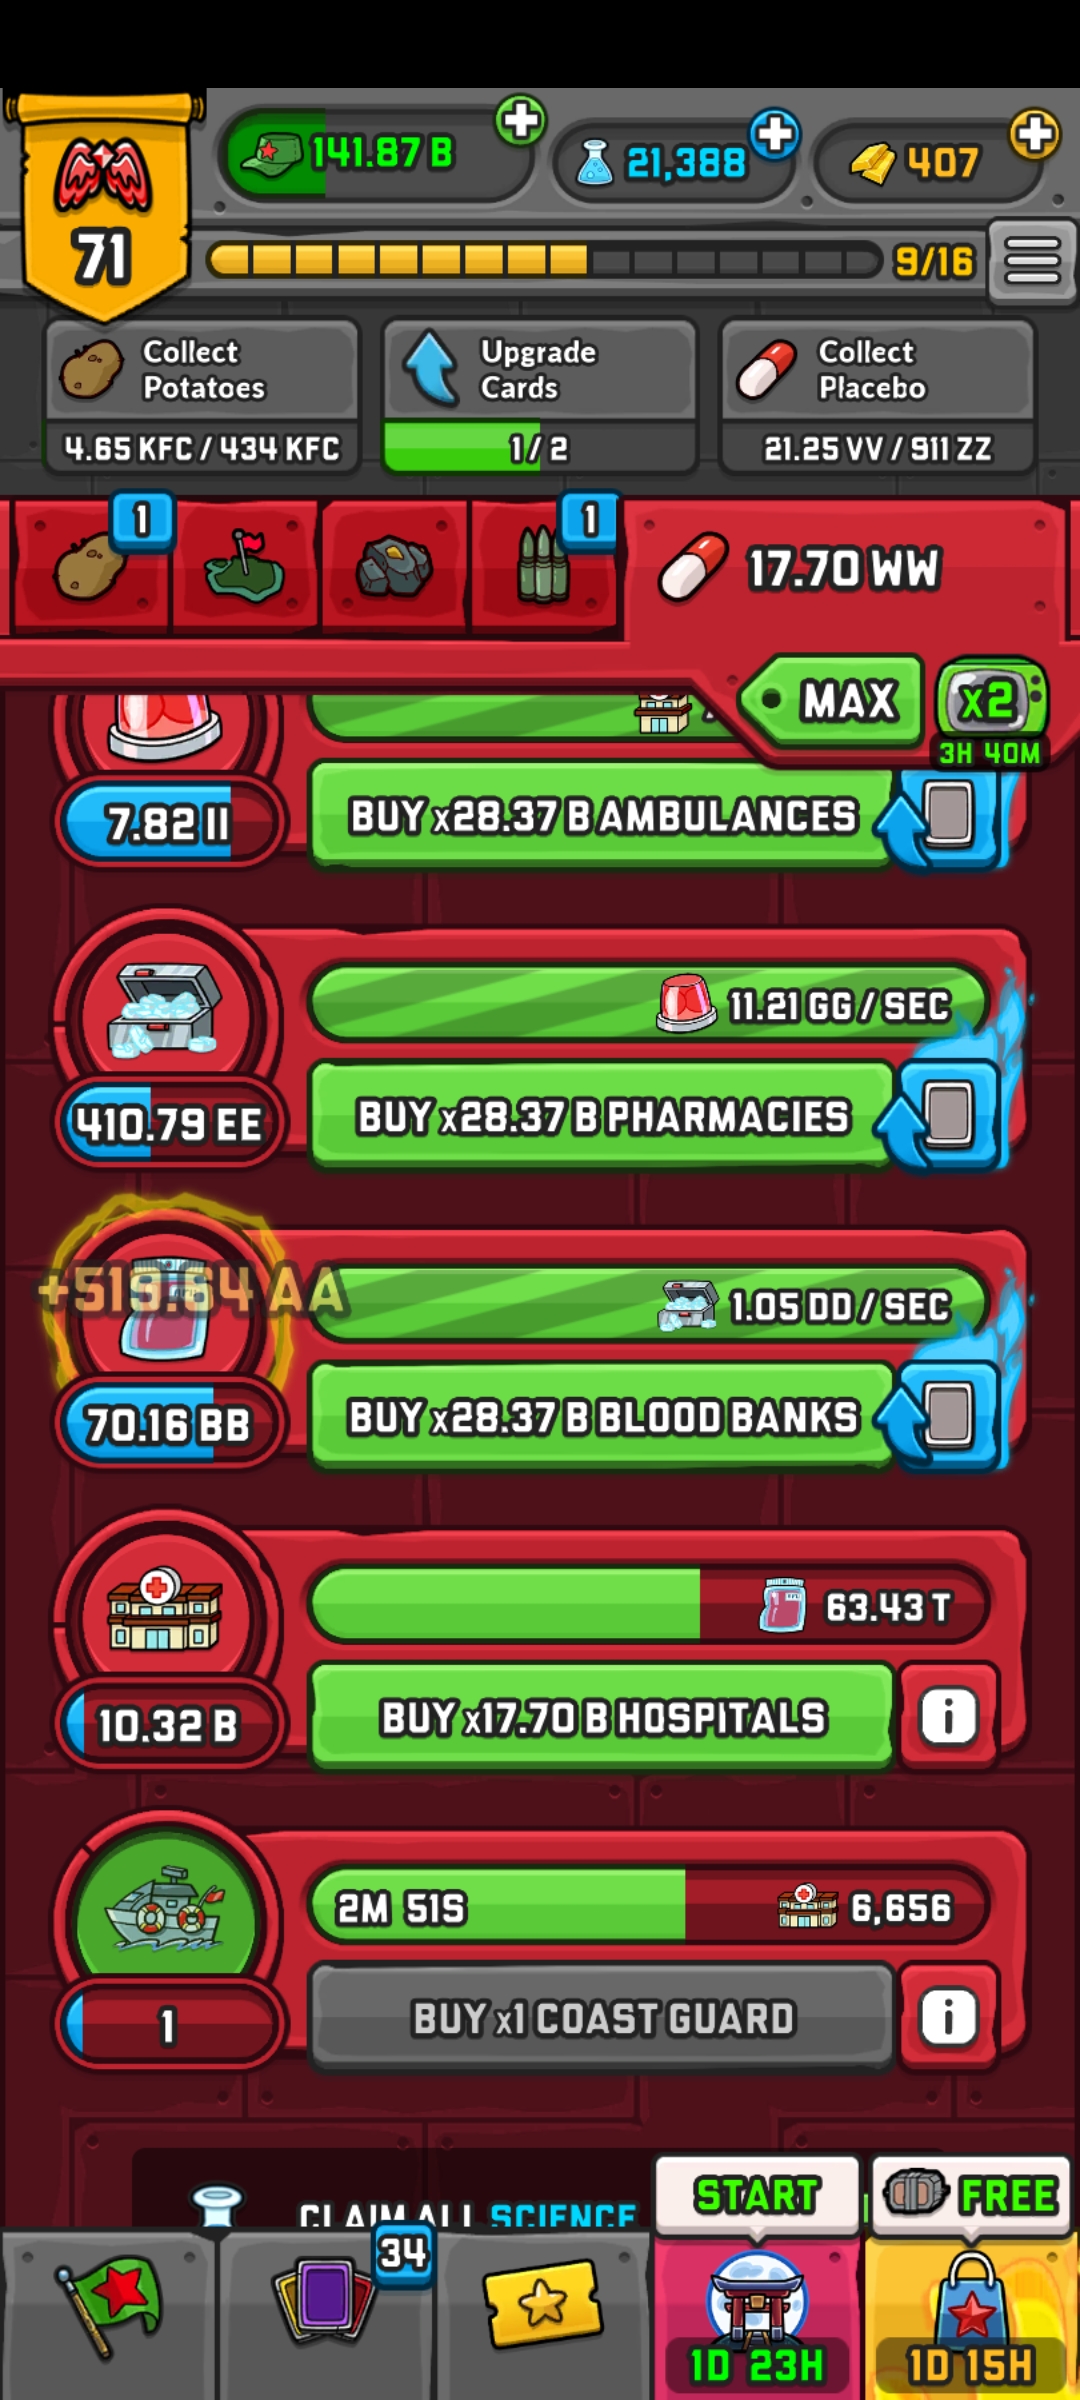 141.87 B
21,388
407
71
9/16
Collect
Potatoes
4.65 KFC / 434 KFC
Upgrade
Cards
1/ 2
Collect
Placebo
21.25 VV / 911 ZZ
1
1
17.70 WW
MAX
x2
3H 40M
7.82 II
BUY x28.37 B AMBULANCES
11.21 GG / SEC
410.79 EE
BUY x28.37 B PHARMACIES
+519.64 AA
1.05 DD / SEC
70.16 BB
BUY x28.37 B BLOOD BANKS
63.43 T
10.32 B
BUY x17.70 B HOSPITALS
i
2M 51S
6,656
1
BUY x1 COAST GUARD
i
CLAIM ALL SCIENCE
START
FREE
34
1D 23H
1D 15H